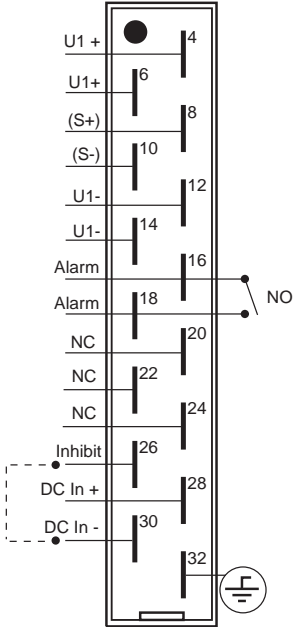 U1 + 4
U1+ 6
(S+) 8
(S-) 10
U1- 12
U1- 14
Alarm 16
NO
Alarm 18
NC 20
NC 22
NC 24
Inhibit 26
DC In + 28
DC In - 30
32